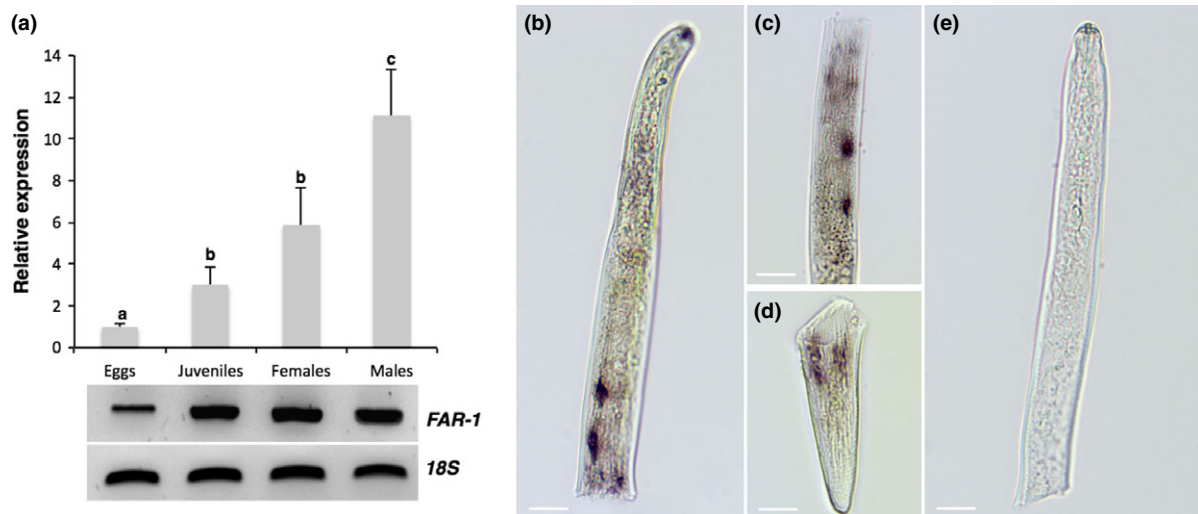 (a)
14
12
10
8
6
4
2
0
Relative expression
a
b
b
c
Eggs Juveniles Females Males
FAR-1
18S
(b)
(c)
(d)
(e)